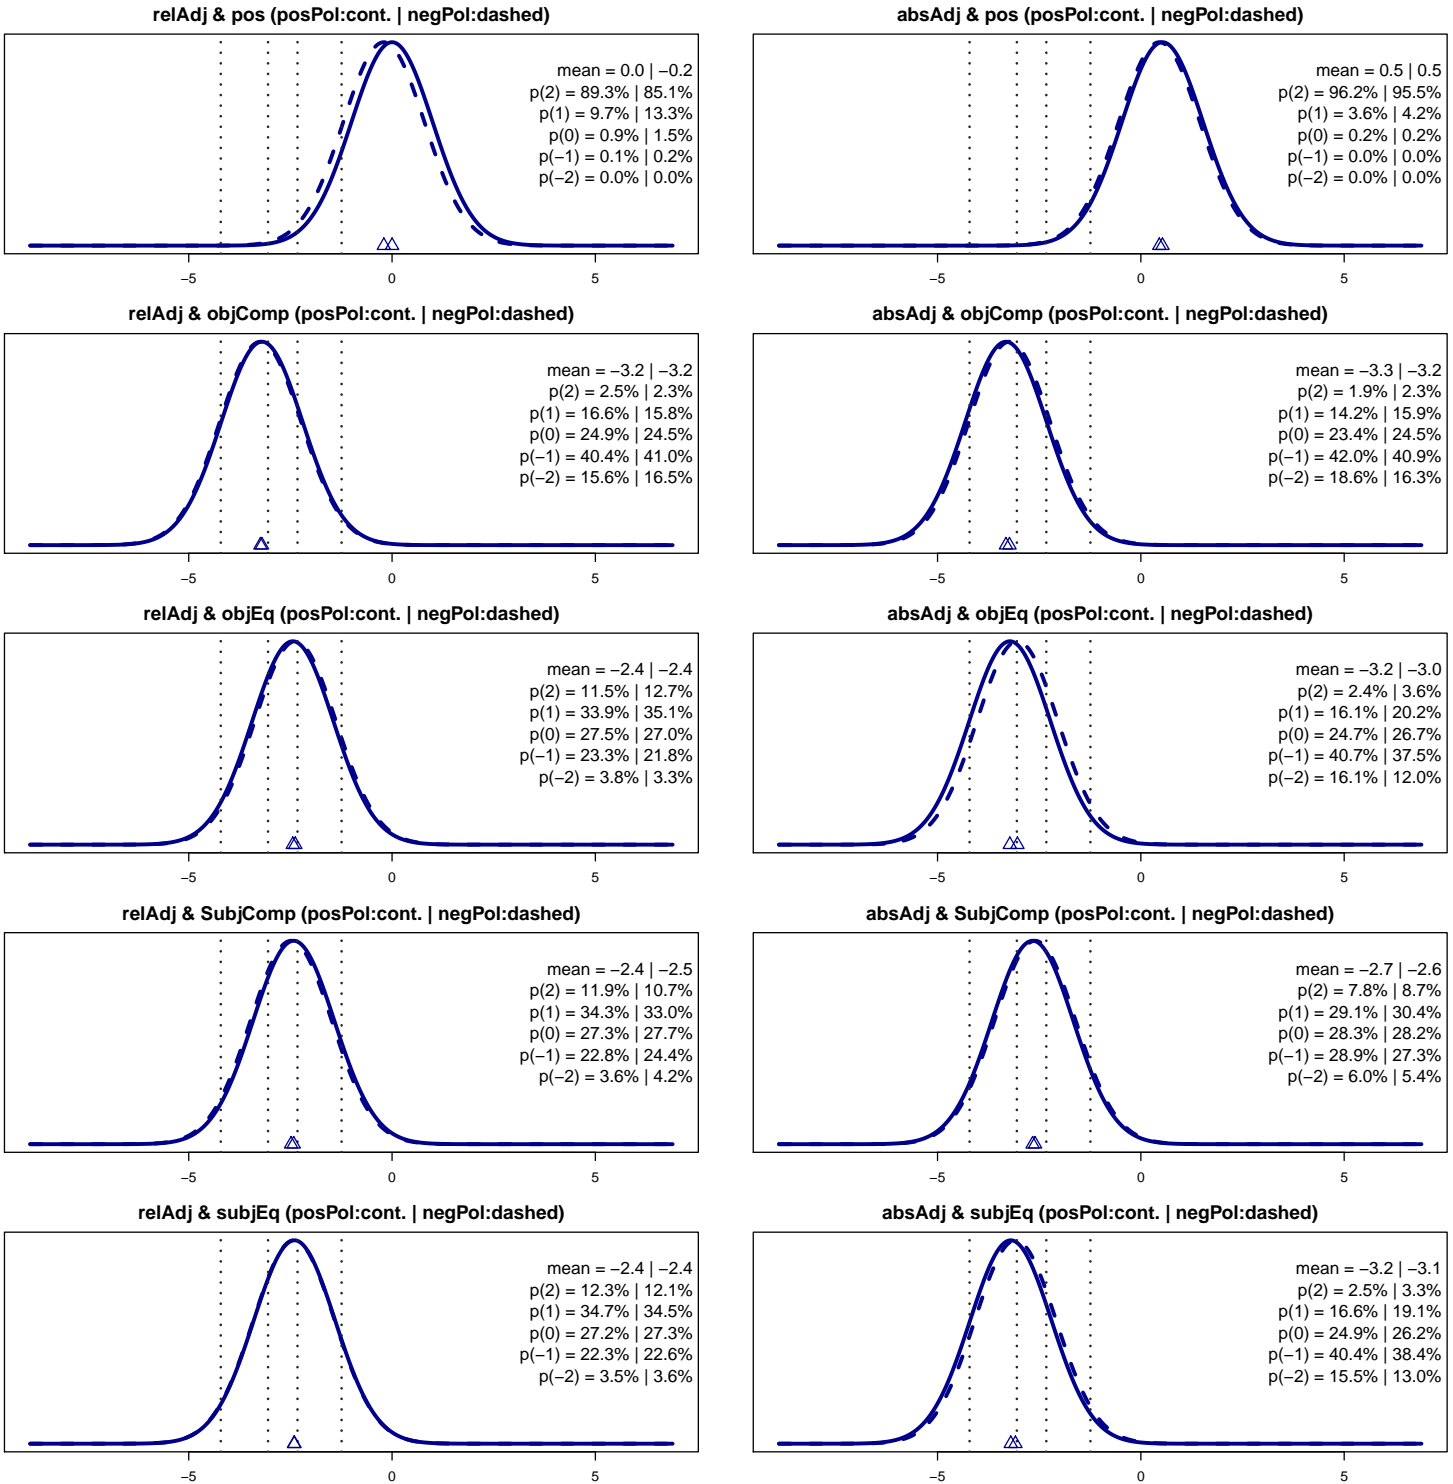 relAdj & pos (posPol:cont. | negPol:dashed)
mean = 0.0 | −0.2
p(2) = 89.3% | 85.1%
p(1) = 9.7% | 13.3%
p(0) = 0.9% | 1.5%
p(−1) = 0.1% | 0.2%
p(−2) = 0.0% | 0.0%
−5 0 5
absAdj & pos (posPol:cont. | negPol:dashed)
mean = 0.5 | 0.5
p(2) = 96.2% | 95.5%
p(1) = 3.6% | 4.2%
p(0) = 0.2% | 0.2%
p(−1) = 0.0% | 0.0%
p(−2) = 0.0% | 0.0%
−5 0 5
relAdj & objComp (posPol:cont. | negPol:dashed)
mean = −3.2 | −3.2
p(2) = 2.5% | 2.3%
p(1) = 16.6% | 15.8%
p(0) = 24.9% | 24.5%
p(−1) = 40.4% | 41.0%
p(−2) = 15.6% | 16.5%
−5 0 5
absAdj & objComp (posPol:cont. | negPol:dashed)
mean = −3.3 | −3.2
p(2) = 1.9% | 2.3%
p(1) = 14.2% | 15.9%
p(0) = 23.4% | 24.5%
p(−1) = 42.0% | 40.9%
p(−2) = 18.6% | 16.3%
−5 0 5
relAdj & objEq (posPol:cont. | negPol:dashed)
mean = −2.4 | −2.4
p(2) = 11.5% | 12.7%
p(1) = 33.9% | 35.1%
p(0) = 27.5% | 27.0%
p(−1) = 23.3% | 21.8%
p(−2) = 3.8% | 3.3%
−5 0 5
absAdj & objEq (posPol:cont. | negPol:dashed)
mean = −3.2 | −3.0
p(2) = 2.4% | 3.6%
p(1) = 16.1% | 20.2%
p(0) = 24.7% | 26.7%
p(−1) = 40.7% | 37.5%
p(−2) = 16.1% | 12.0%
−5 0 5
relAdj & SubjComp (posPol:cont. | negPol:dashed)
mean = −2.4 | −2.5
p(2) = 11.9% | 10.7%
p(1) = 34.3% | 33.0%
p(0) = 27.3% | 27.7%
p(−1) = 22.8% | 24.4%
p(−2) = 3.6% | 4.2%
−5 0 5
absAdj & SubjComp (posPol:cont. | negPol:dashed)
mean = −2.7 | −2.6
p(2) = 7.8% | 8.7%
p(1) = 29.1% | 30.4%
p(0) = 28.3% | 28.2%
p(−1) = 28.9% | 27.3%
p(−2) = 6.0% | 5.4%
−5 0 5
relAdj & subjEq (posPol:cont. | negPol:dashed)
mean = −2.4 | −2.4
p(2) = 12.3% | 12.1%
p(1) = 34.7% | 34.5%
p(0) = 27.2% | 27.3%
p(−1) = 22.3% | 22.6%
p(−2) = 3.5% | 3.6%
−5 0 5
absAdj & subjEq (posPol:cont. | negPol:dashed)
mean = −3.2 | −3.1
p(2) = 2.5% | 3.3%
p(1) = 16.6% | 19.1%
p(0) = 24.9% | 26.2%
p(−1) = 40.4% | 38.4%
p(−2) = 15.5% | 13.0%
−5 0 5